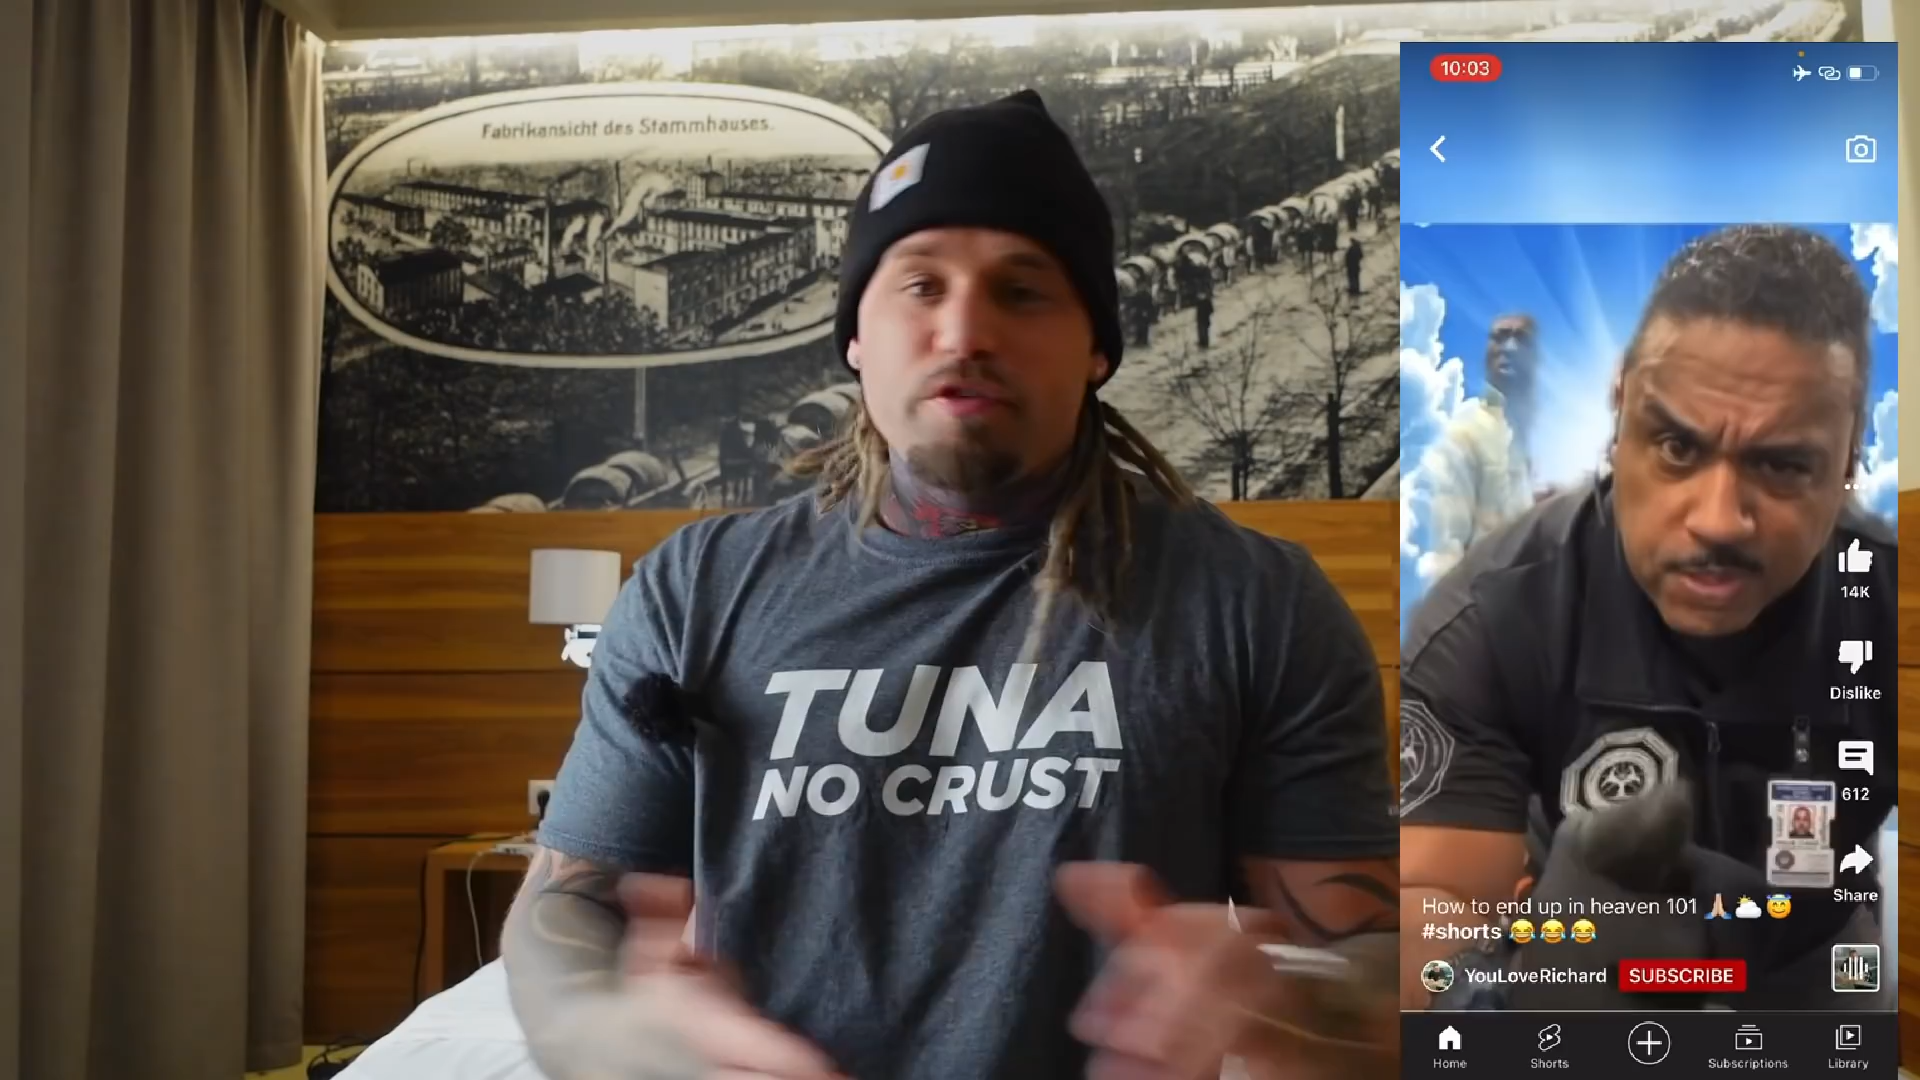 Fabrikansicht des Stammhauses.
TUNA
NO CRUST
10:03
14K
Dislike
612
Share
How to end up in heaven 101 🙏🏼🌥️😇
#shorts 😂😂😂
YouLoveRichard
SUBSCRIBE
Home
Shorts
Subscriptions
Library